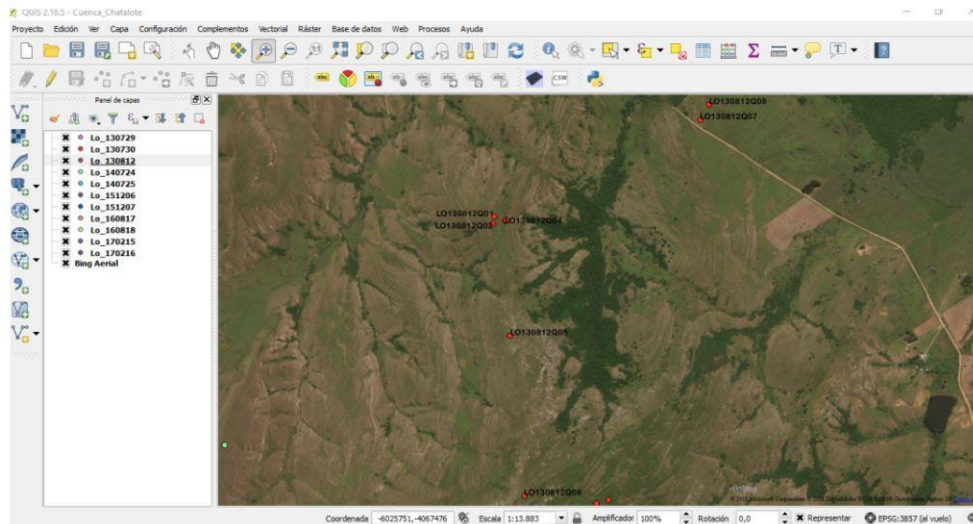 QGIS 2.18.5 - Cuenca_Chafalote
Proyecto Edición Ver Capa Configuración Complementos Vectorial Ráster Base de datos Web Procesos Ayuda
Panel de capas
Lo_130729
Lo_130730
Lo_130812
Lo_140724
Lo_140725
Lo_151206
Lo_151207
Lo_160817
Lo_160818
Lo_170215
Lo_170216
Bing Aerial
LO130812Q08
LO130812Q07
LO130812Q01
LO130812Q04
LO130812Q05
LO130812Q06
Coordenada -6025751,-4067476 Escala 1:13.883 Amplificador 100% Rotación 0,0 Representar EPSG:3857 (al vuelo)